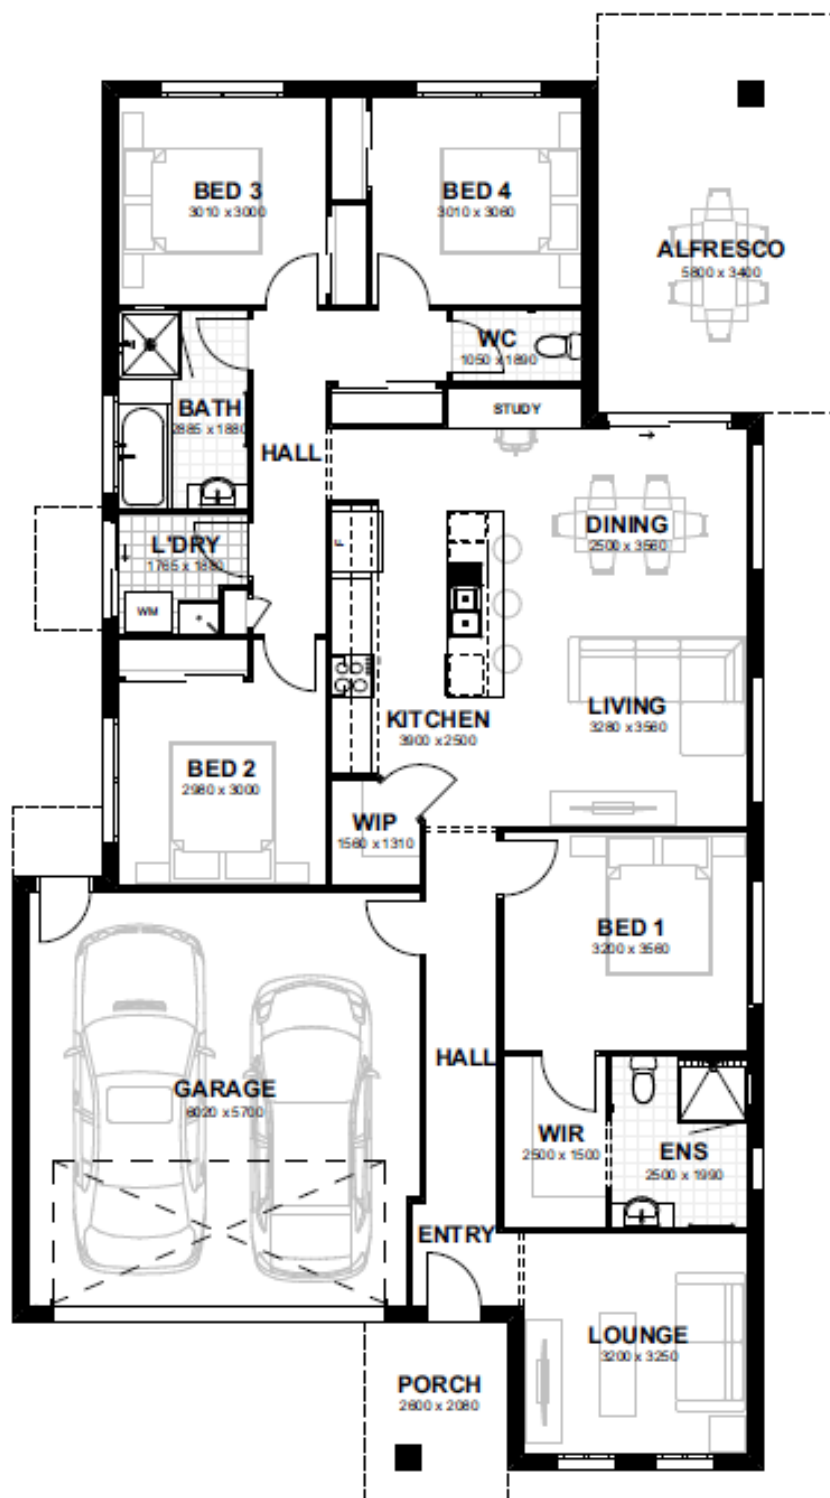 BED 3
3010 x 3000
BED 4
3010 x 3060
ALFRESCO
5800 x 3400
WC
1050 x 1890
BATH
2885 x 1880
STUDY
HALL
L'DRY
1765 x 1880
WM
F
DINING
2500 x 3560
LIVING
3280 x 3560
KITCHEN
3900 x 2500
BED 2
2980 x 3000
WIP
1560 x 1310
BED 1
3200 x 3560
HALL
GARAGE
6020 x 5700
WIR
2500 x 1500
ENS
2500 x 1990
ENTRY
LOUNGE
3200 x 3250
PORCH
2600 x 2080